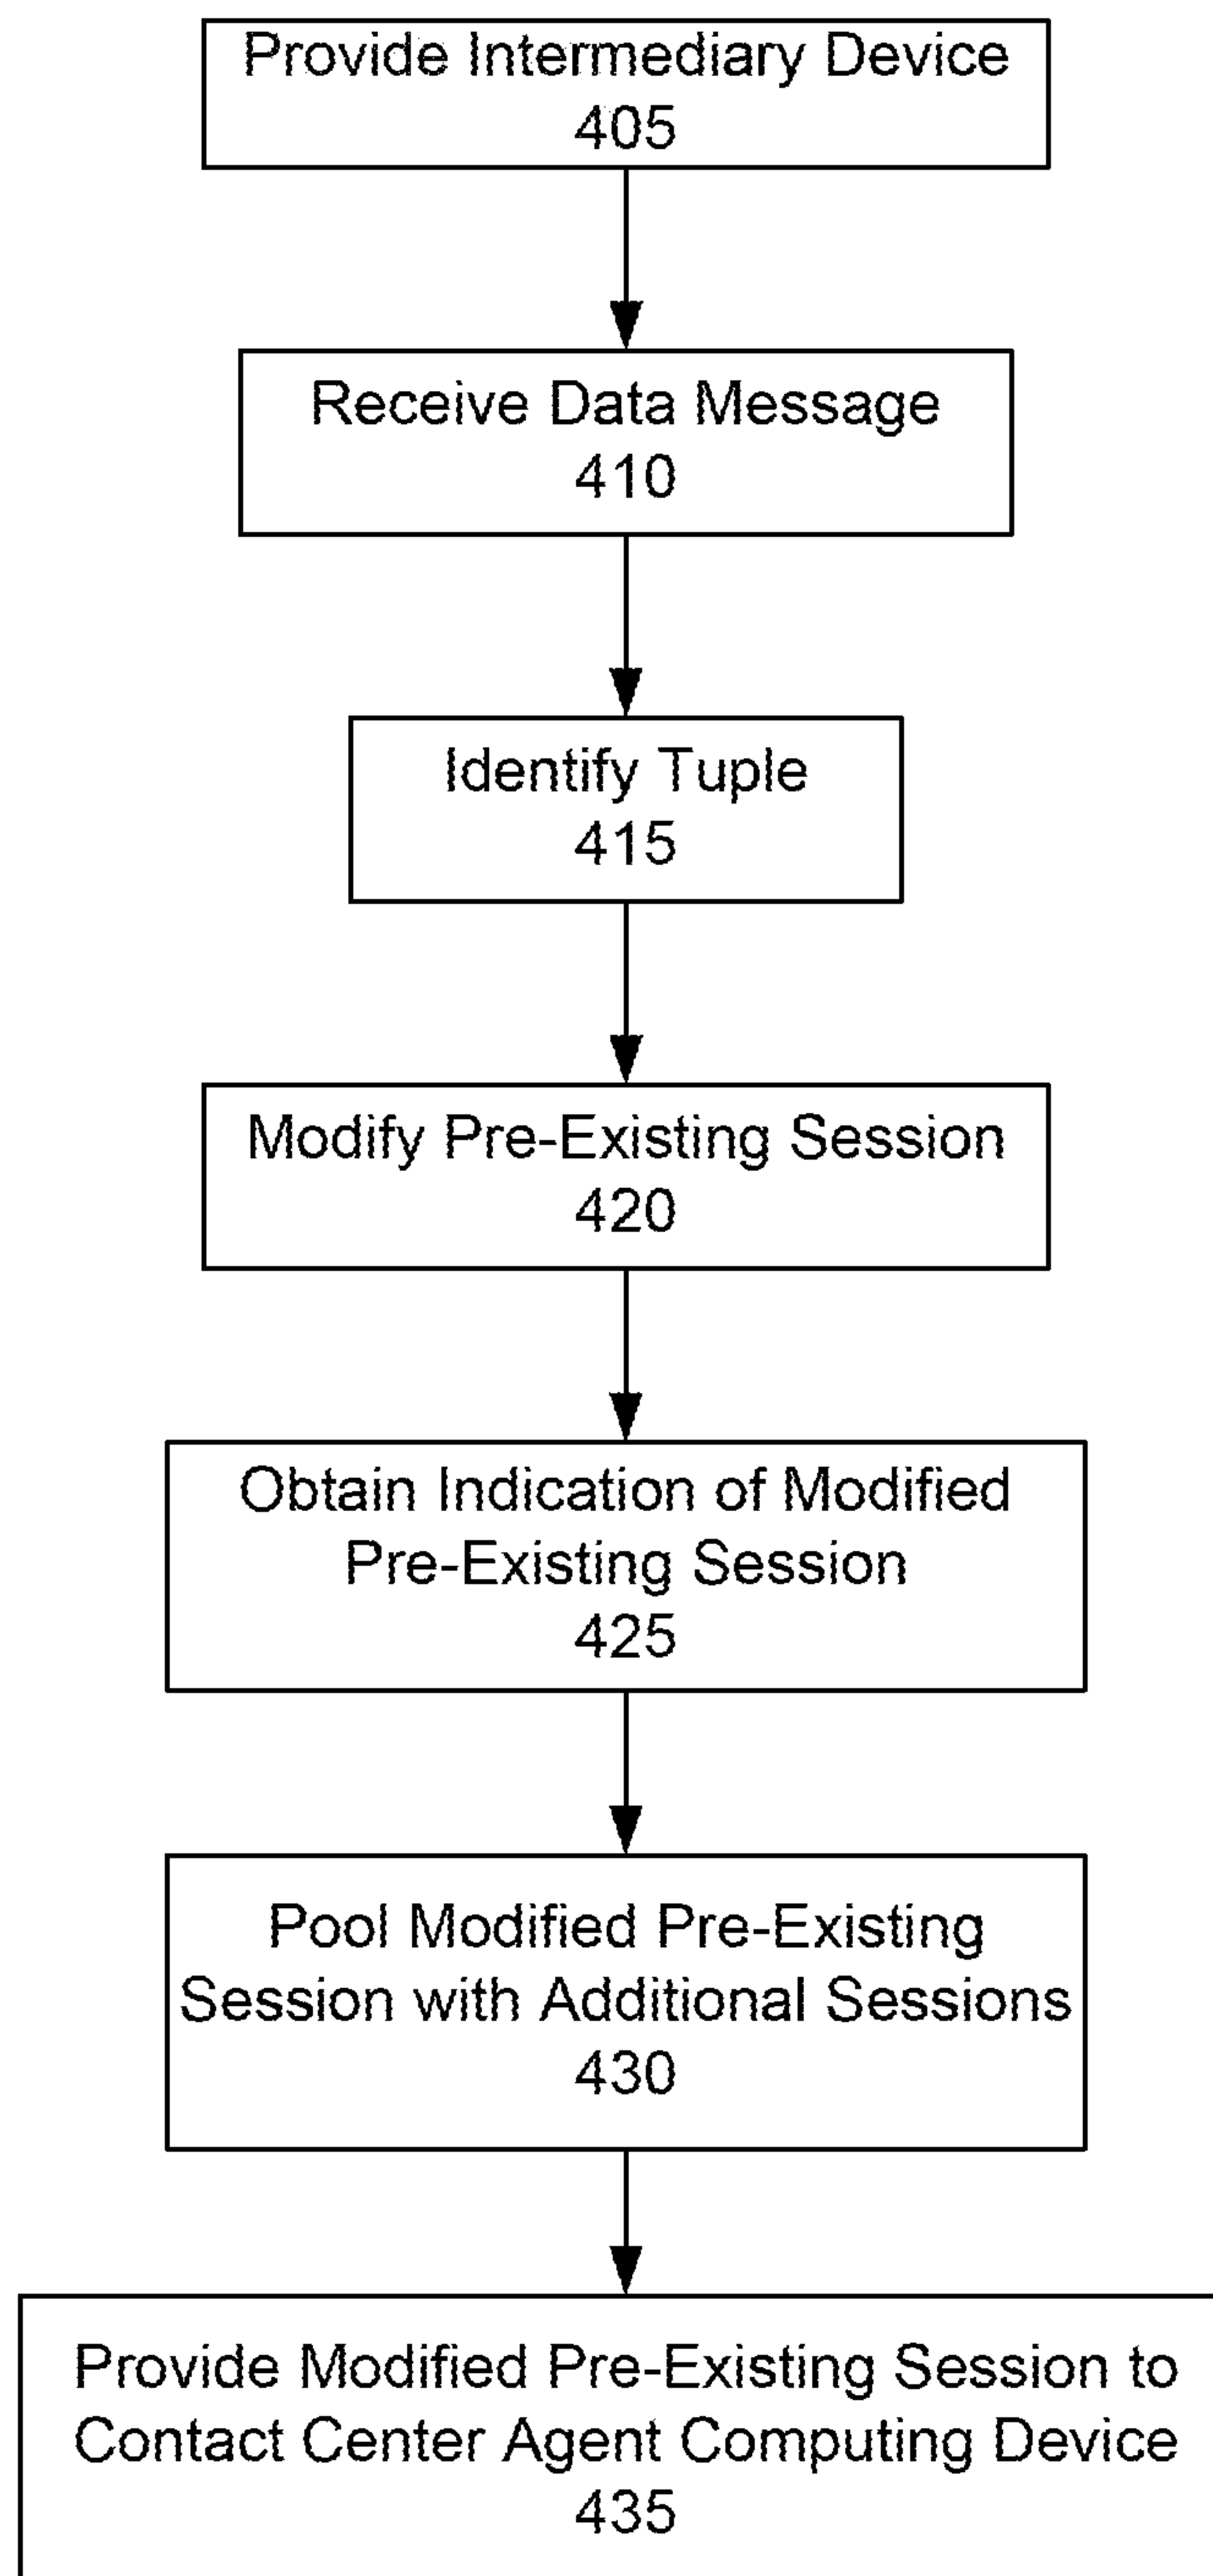 Provide Intermediary Device
405
Receive Data Message
410
Identify Tuple
415
Modify Pre-Existing Session
420
Obtain Indication of Modified
Pre-Existing Session
425
Pool Modified Pre-Existing
Session with Additional Sessions
430
Provide Modified Pre-Existing Session to
Contact Center Agent Computing Device
435